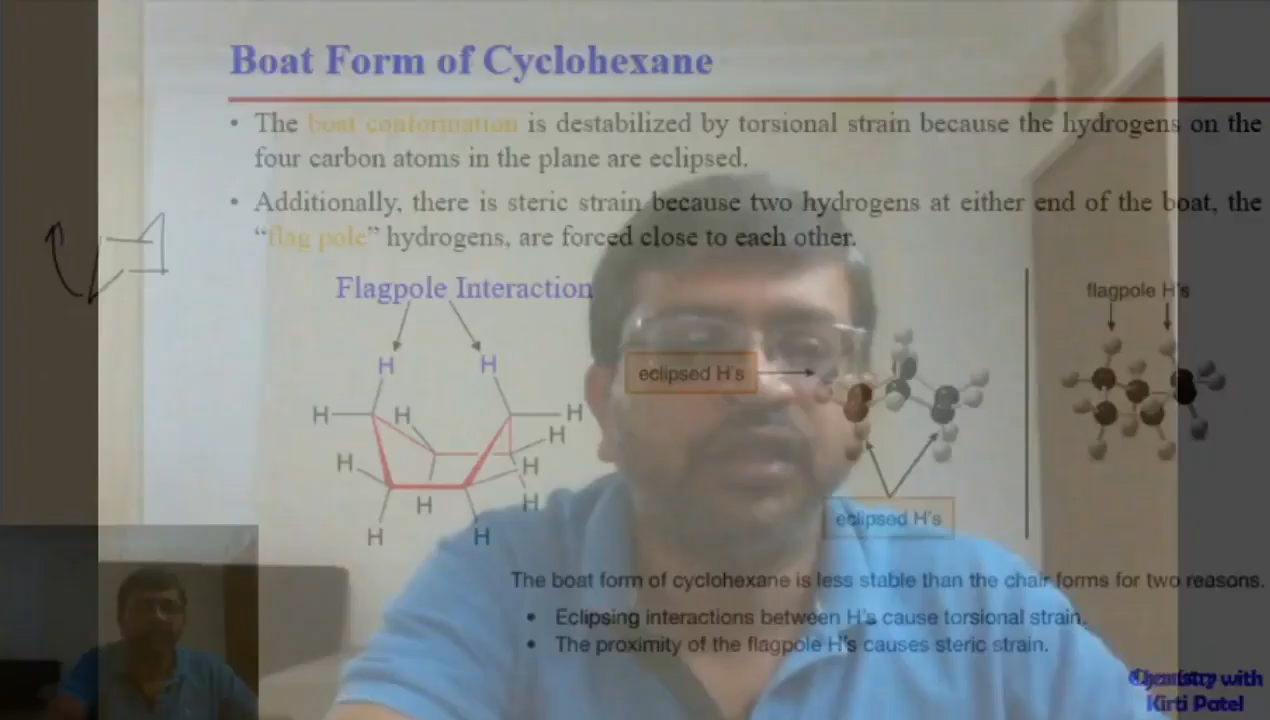 Boat Form of Cyclohexane
• The boat conformation is destabilized by torsional strain because the hydrogens on the
four carbon atoms in the plane are eclipsed.
• Additionally, there is steric strain because two hydrogens at either end of the boat, the
“flag pole” hydrogens, are forced close to each other.
Flagpole Interaction
flagpole H's
H H
eclipsed H's
H H H
H
H H
H H
H H
eclipsed H's
The boat form of cyclohexane is less stable than the chair forms for two reasons.
• Eclipsing interactions between H's cause torsional strain.
• The proximity of the flagpole H's causes steric strain.
Chemistry with
Kirti Patel